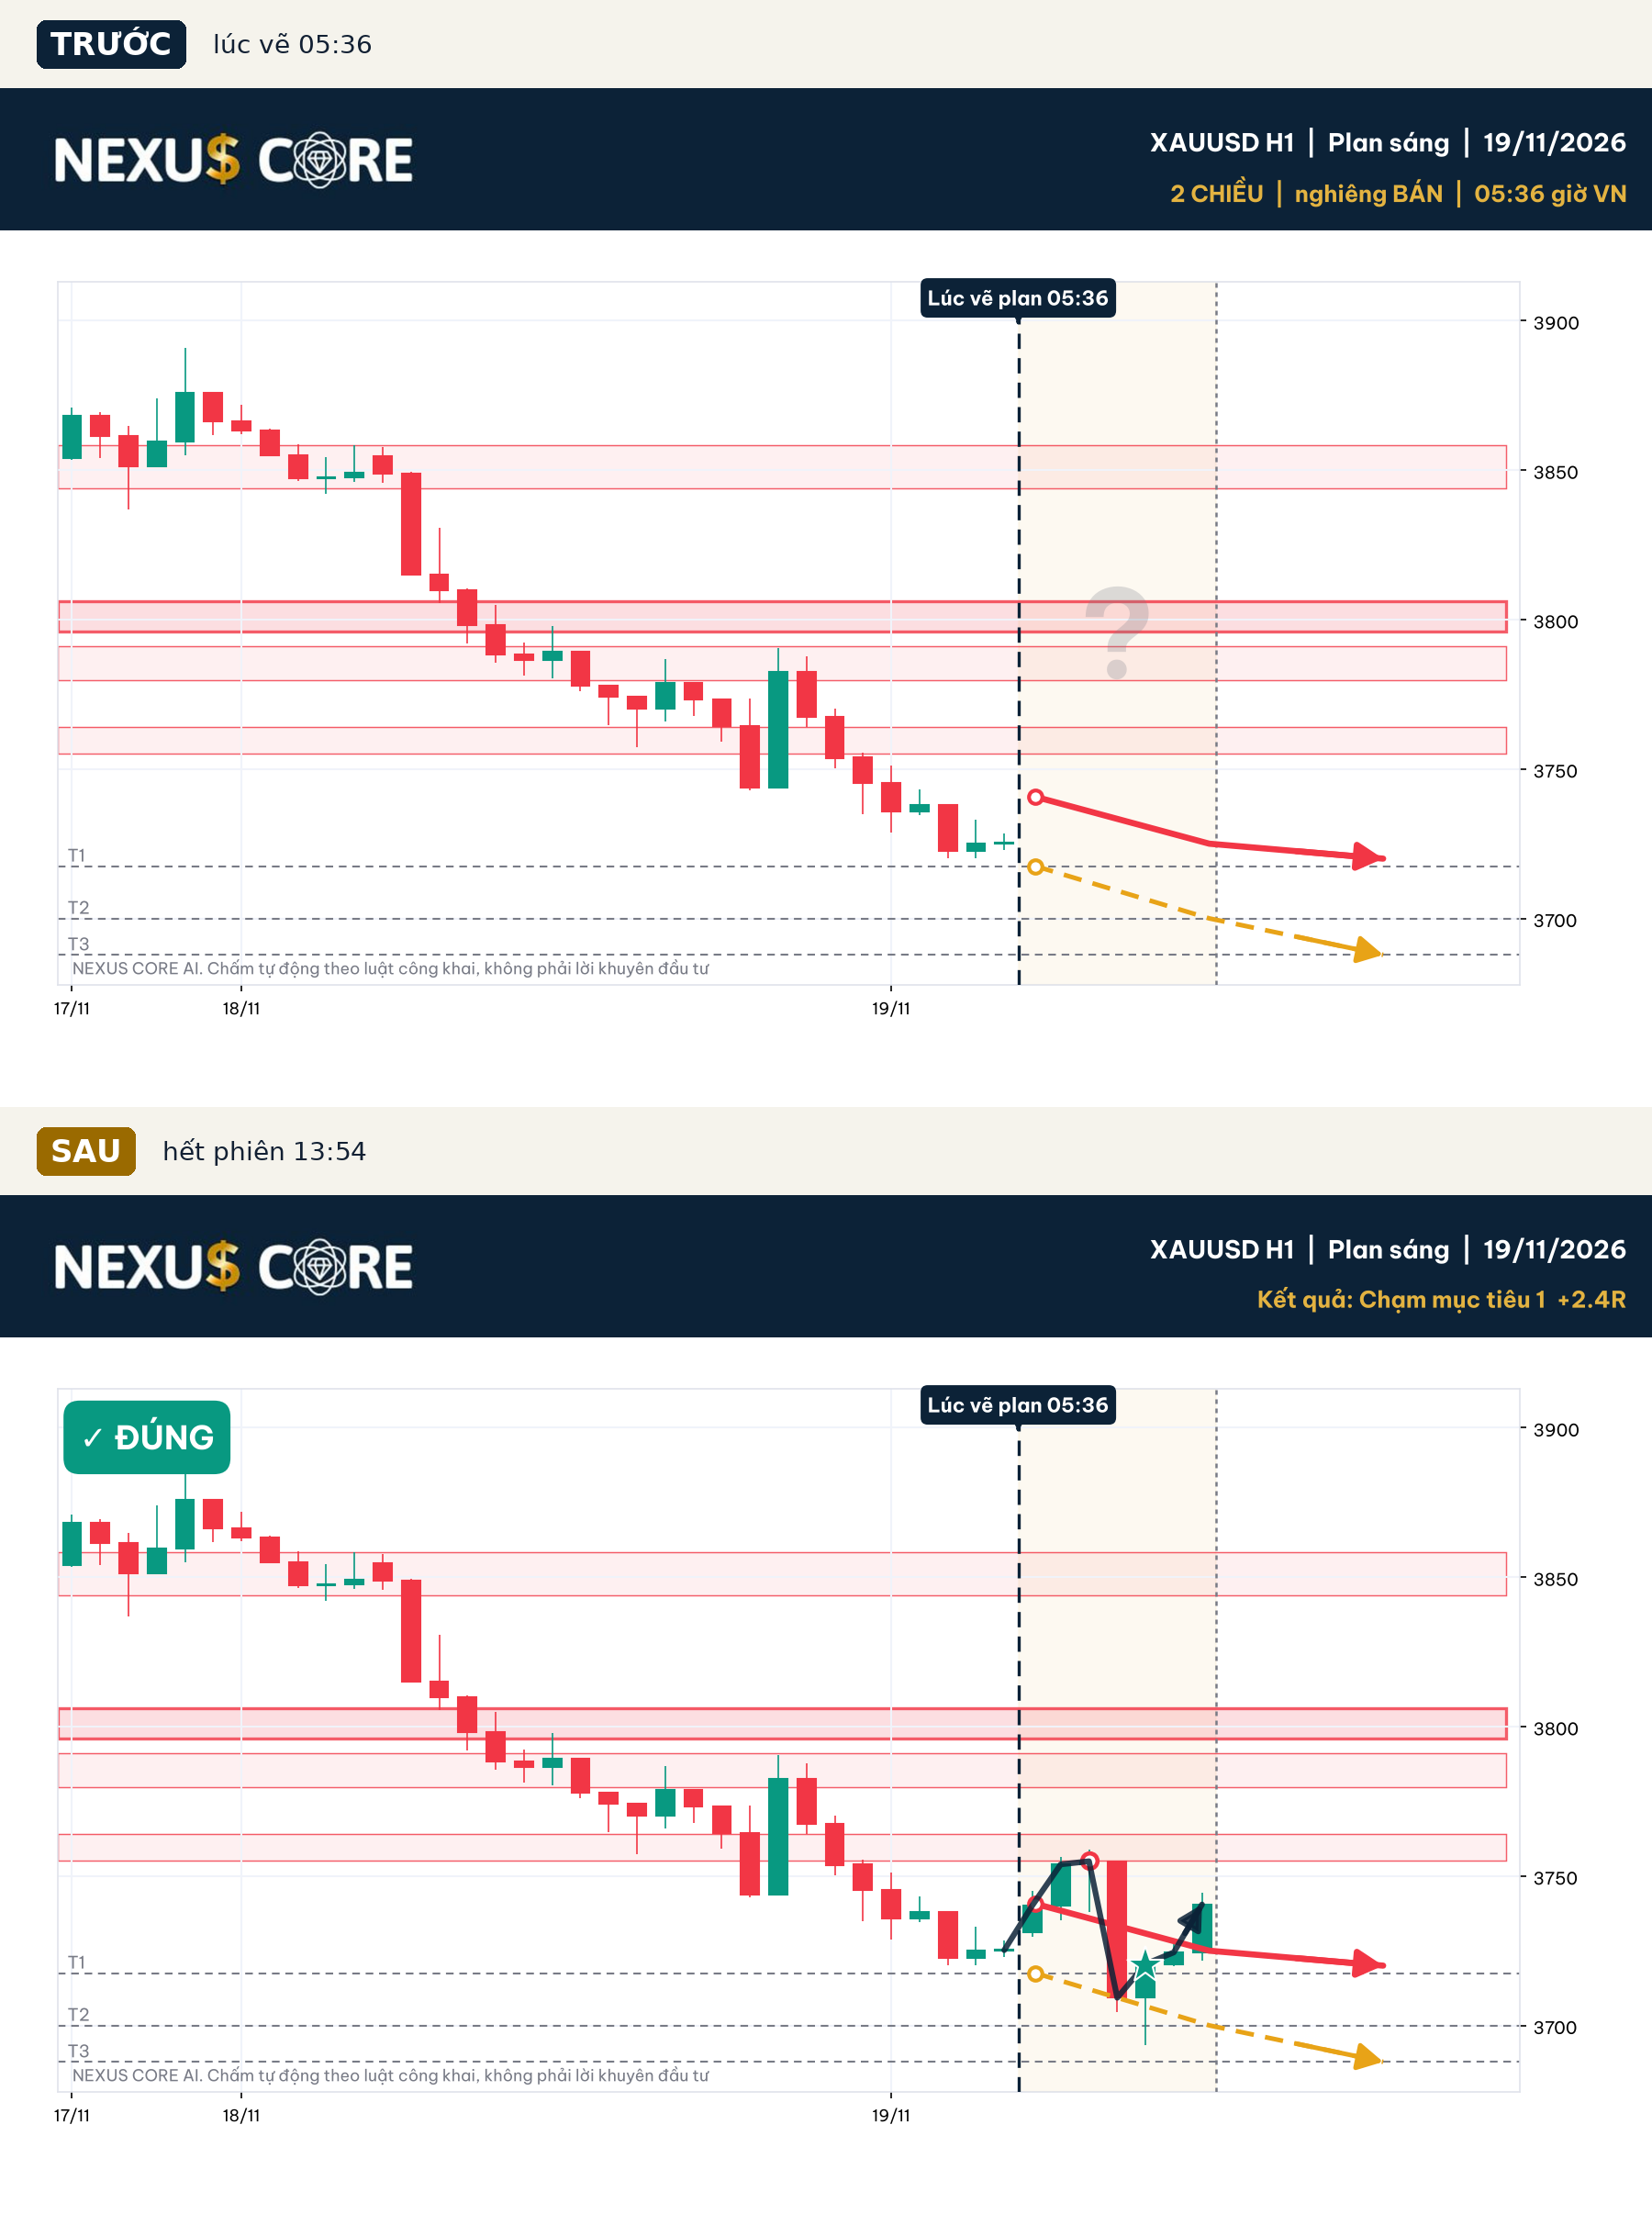 TRƯỚC lúc vẽ 05:36
NEXU$ CORE
XAUUSD H1 | Plan sáng | 19/11/2026
2 CHIỀU | nghiêng BÁN | 05:36 giờ VN
Lúc vẽ plan 05:36
3900
3850
3800
?
3750
T1
T2
3700
T3
NEXUS CORE AI. Chấm tự động theo luật công khai, không phải lời khuyên đầu tư
17/11 18/11 19/11
SAU hết phiên 13:54
NEXU$ CORE
XAUUSD H1 | Plan sáng | 19/11/2026
Kết quả: Chạm mục tiêu 1 +2.4R
Lúc vẽ plan 05:36
✓ ĐÚNG
3900
3850
3800
3750
T1
T2
3700
T3
NEXUS CORE AI. Chấm tự động theo luật công khai, không phải lời khuyên đầu tư
17/11 18/11 19/11